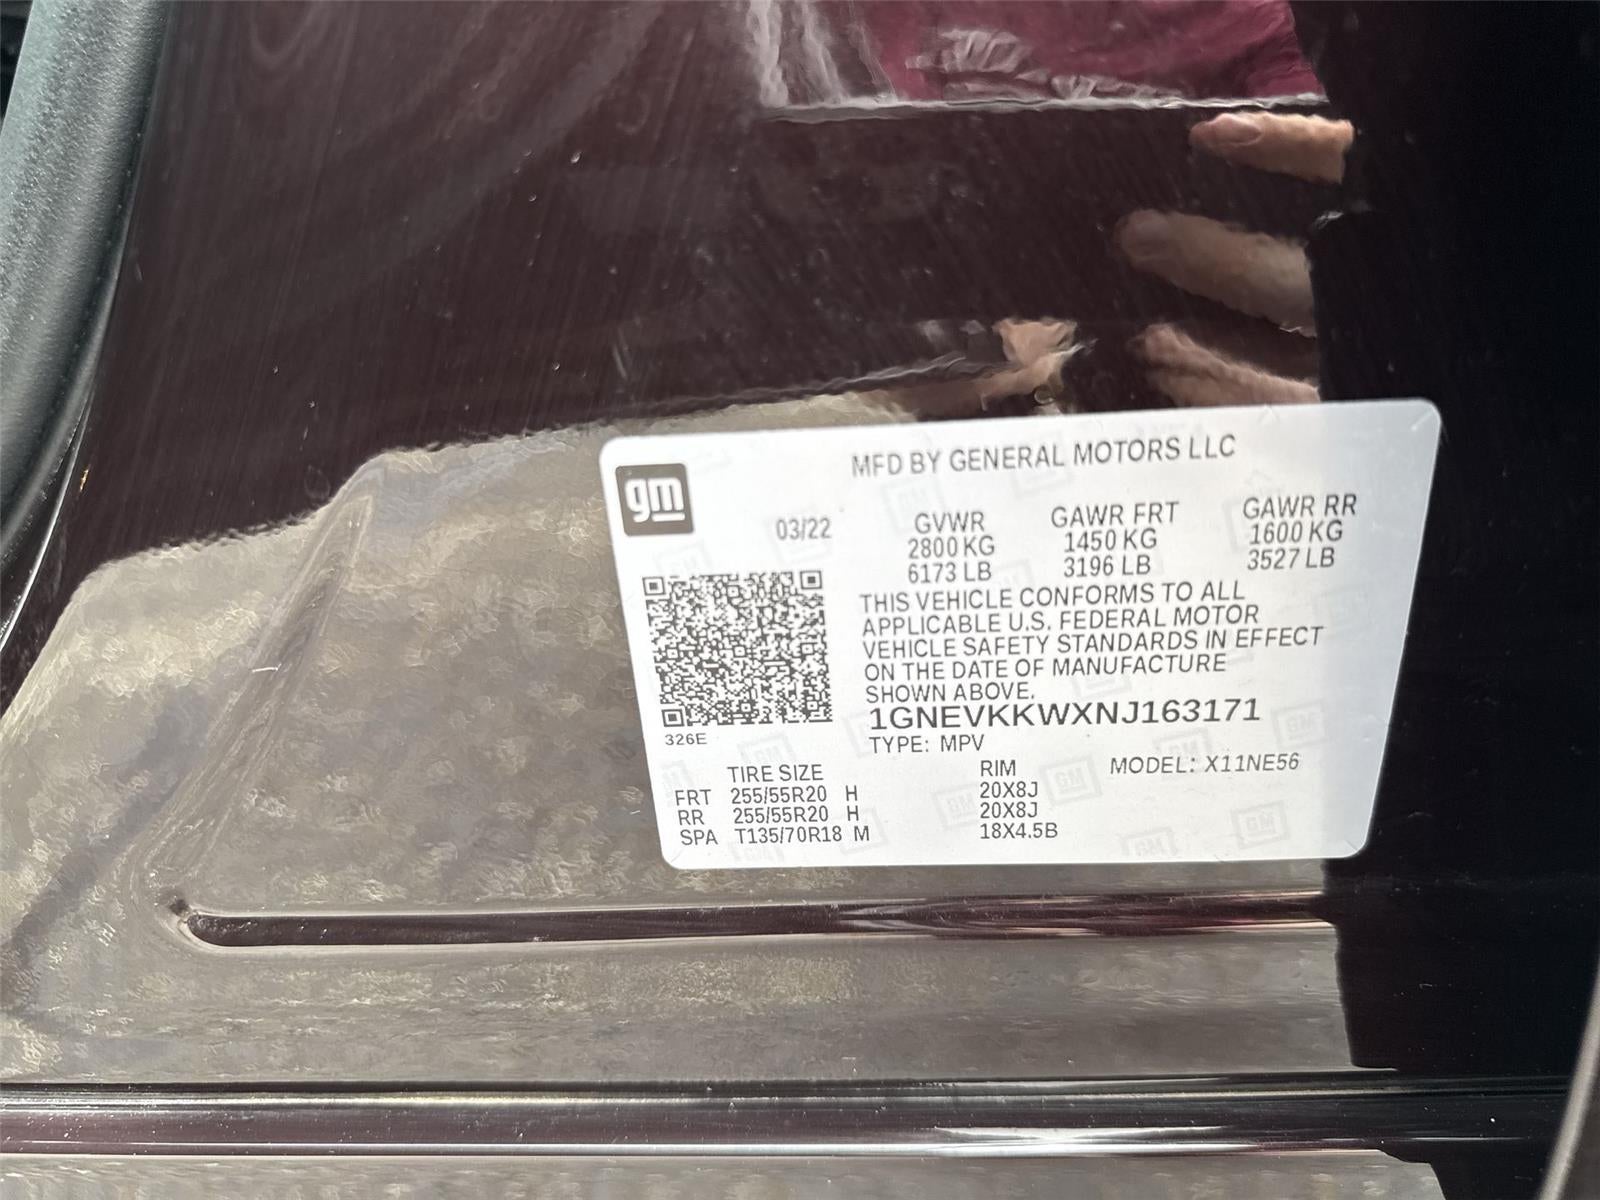 MFD BY GENERAL MOTORS LLC
gm
03/22
GVWR GAWR FRT GAWR RR
2800 KG 1450 KG 1600 KG
6173 LB 3196 LB 3527 LB
THIS VEHICLE CONFORMS TO ALL
APPLICABLE U.S. FEDERAL MOTOR
VEHICLE SAFETY STANDARDS IN EFFECT
ON THE DATE OF MANUFACTURE
SHOWN ABOVE.
1GNEVKKWXNJ163171
326E
TYPE: MPV
TIRE SIZE RIM MODEL: X11NE56
FRT 255/55R20 H 20X8J
RR 255/55R20 H 20X8J
SPA T135/70R18 M 18X4.5B